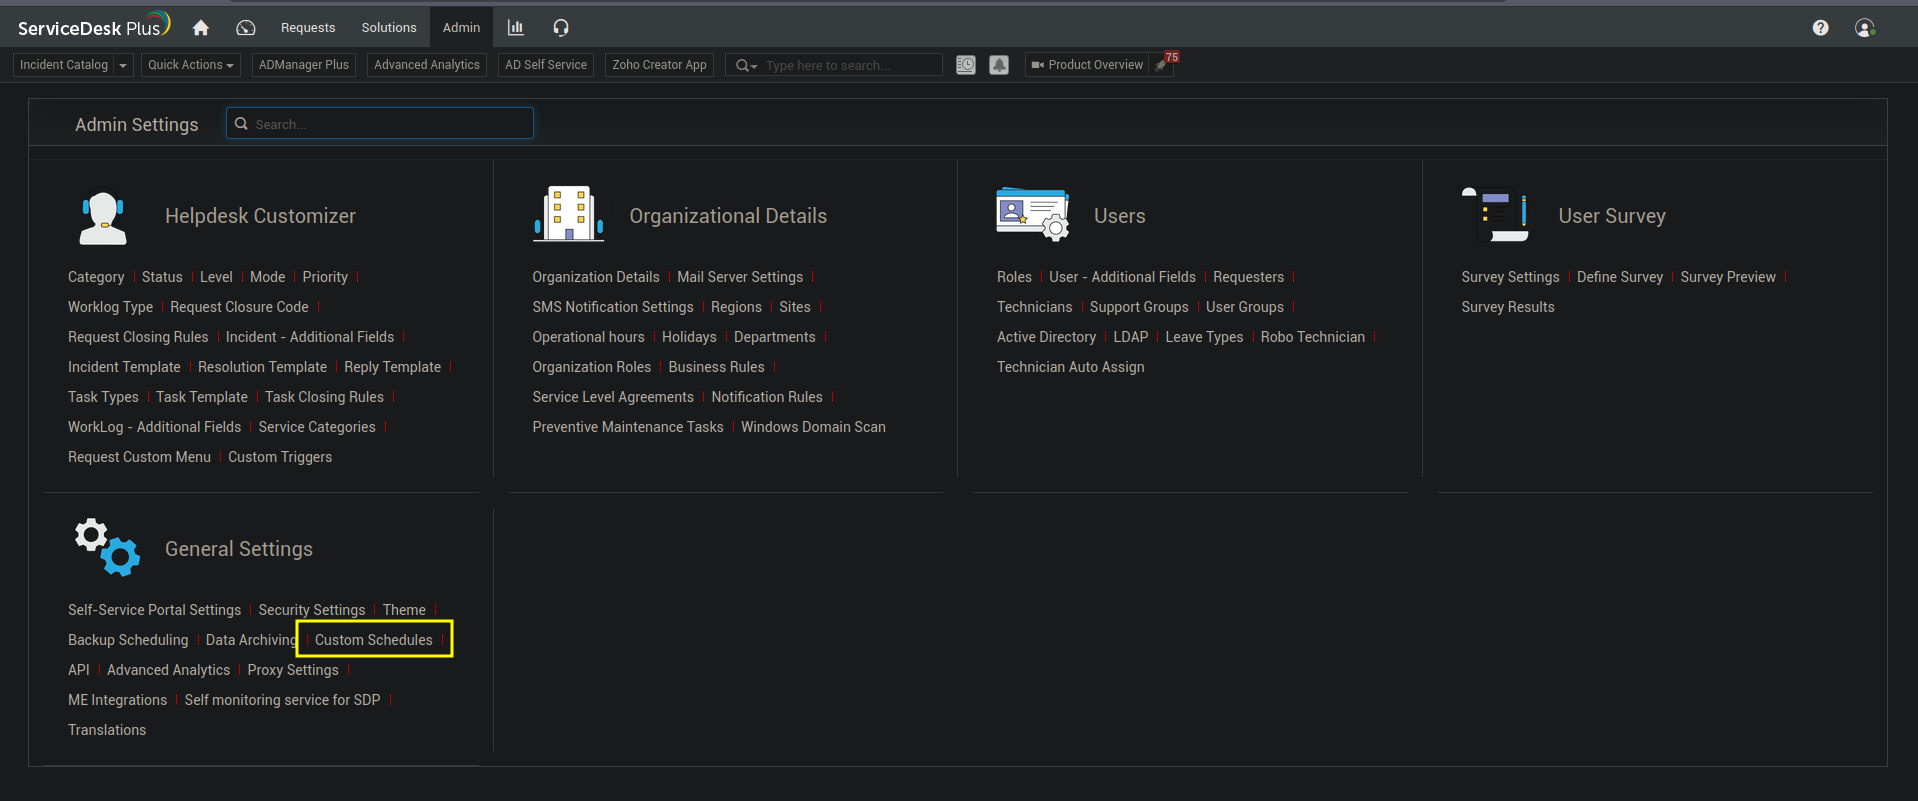 ServiceDesk Plus Requests Solutions Admin
Incident Catalog Quick Actions ADManager Plus Advanced Analytics AD Self Service Zoho Creator App Type here to search... Product Overview 75
Admin Settings Search...
Helpdesk Customizer
Category Status Level Mode Priority
Worklog Type Request Closure Code
Request Closing Rules Incident - Additional Fields
Incident Template Resolution Template Reply Template
Task Types Task Template Task Closing Rules
WorkLog - Additional Fields Service Categories
Request Custom Menu Custom Triggers
Organizational Details
Organization Details Mail Server Settings
SMS Notification Settings Regions Sites
Operational hours Holidays Departments
Organization Roles Business Rules
Service Level Agreements Notification Rules
Preventive Maintenance Tasks Windows Domain Scan
Users
Roles User - Additional Fields Requesters
Technicians Support Groups User Groups
Active Directory LDAP Leave Types Robo Technician
Technician Auto Assign
User Survey
Survey Settings Define Survey Survey Preview
Survey Results
General Settings
Self-Service Portal Settings Security Settings Theme
Backup Scheduling Data Archiving Custom Schedules
API Advanced Analytics Proxy Settings
ME Integrations Self monitoring service for SDP
Translations